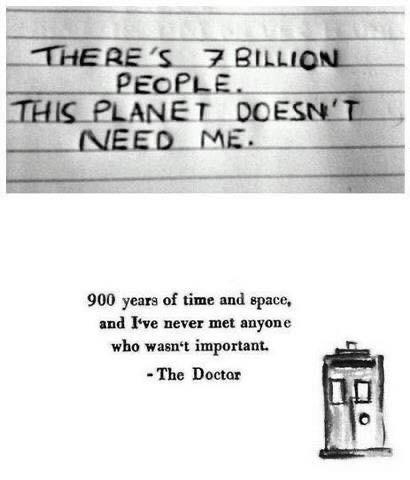 THERE'S 7 BILLION
PEOPLE.
THIS PLANET DOESN'T
NEED ME.
900 years of time and space,
and I've never met anyone
who wasn't important.
- The Doctor